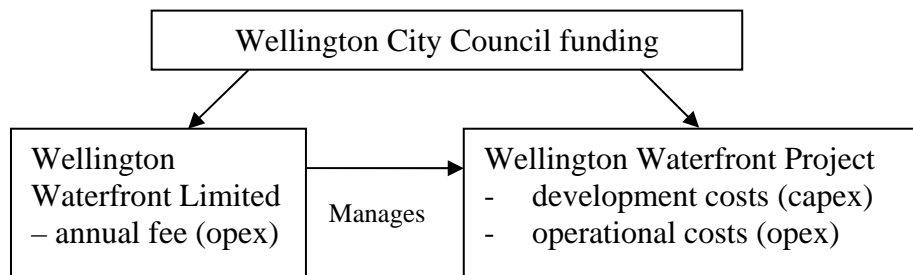 Wellington City Council funding
Wellington
Waterfront Limited
– annual fee (opex)
Manages
Wellington Waterfront Project
- development costs (capex)
- operational costs (opex)